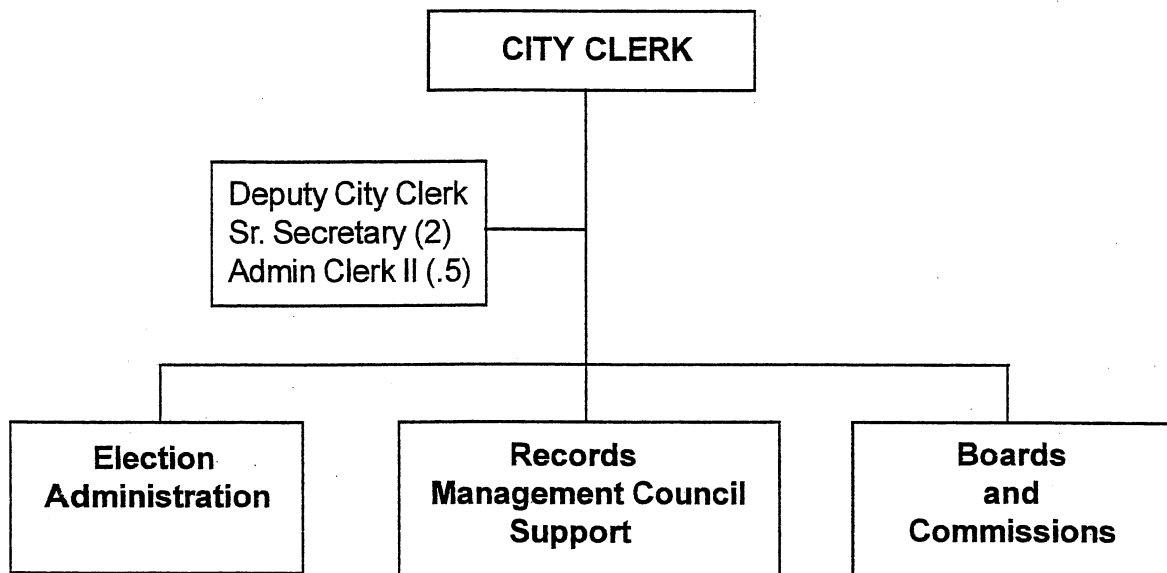 CITY CLERK
Deputy City Clerk
Sr. Secretary (2)
Admin Clerk II (.5)
Election
Administration
Records
Management Council
Support
Boards
and
Commissions